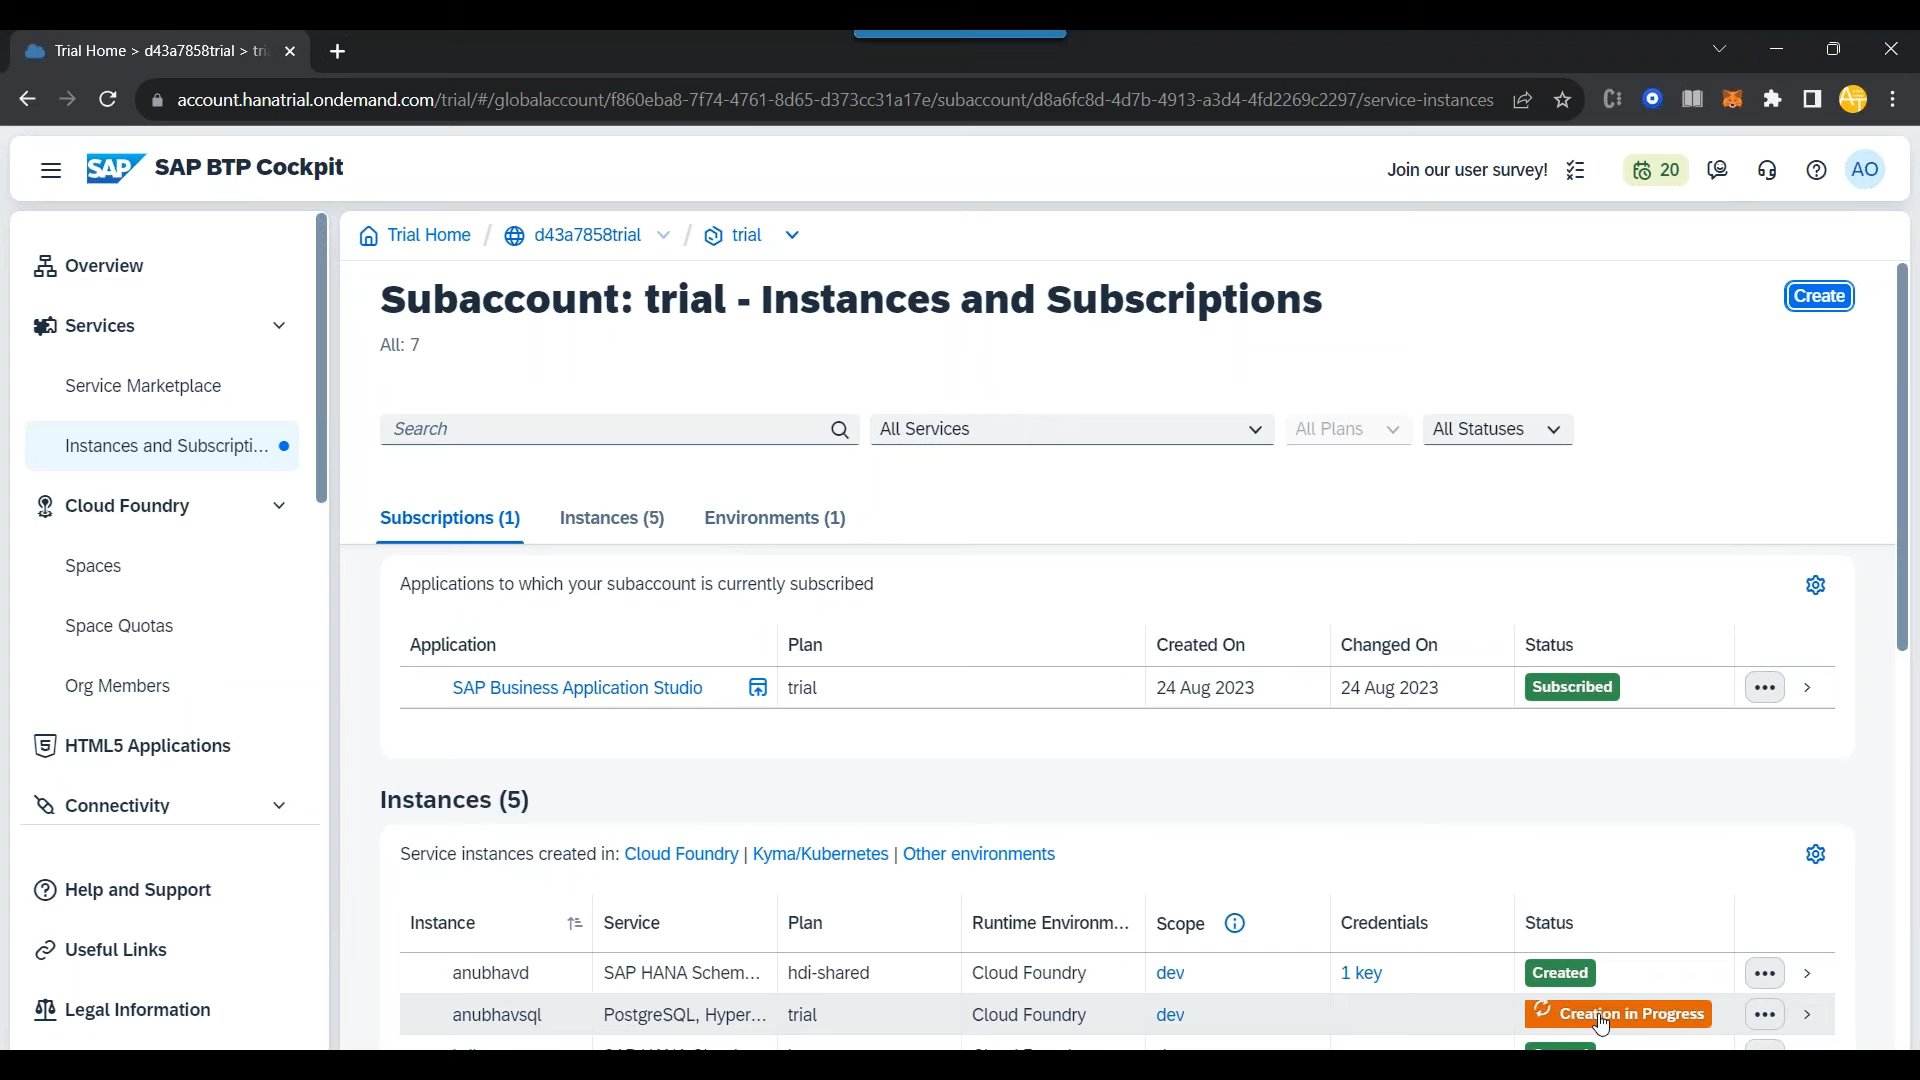 Trial Home > d43a7858trial > tri
account.hanatrial.ondemand.com/trial/#/globalaccount/f860eba8-7f74-4761-8d65-d373cc31a17e/subaccount/d8a6fc8d-4d7b-4913-a3d4-4fd2269c2297/service-instances
SAP SAP BTP Cockpit
Join our user survey! 20 AO
Trial Home / d43a7858trial / trial
Overview
Services
Service Marketplace
Instances and Subscripti...
Cloud Foundry
Spaces
Space Quotas
Org Members
HTML5 Applications
Connectivity
Help and Support
Useful Links
Legal Information
Subaccount: trial - Instances and Subscriptions Create
All: 7
Search All Services All Plans All Statuses
Subscriptions (1) Instances (5) Environments (1)
Applications to which your subaccount is currently subscribed
Application Plan Created On Changed On Status
SAP Business Application Studio trial 24 Aug 2023 24 Aug 2023 Subscribed
Instances (5)
Service instances created in: Cloud Foundry | Kyma/Kubernetes | Other environments
Instance Service Plan Runtime Environm... Scope Credentials Status
anubhavd SAP HANA Schem... hdi-shared Cloud Foundry dev 1 key Created
anubhavsql PostgreSQL, Hyper... trial Cloud Foundry dev Creation in Progress